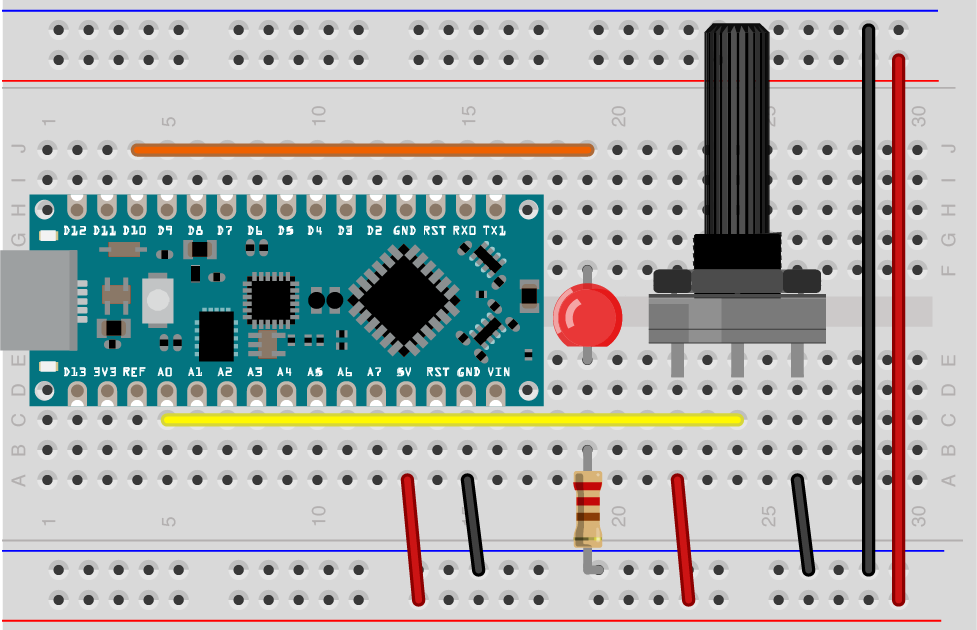 1 5 10 15 20 25 30
J J
I I
H H
D12 D11 D10 D9 D8 D7 D6 D5 D4 D3 D2 GND RST RX0 TX1
G G
F
E E
D13 3V3 REF A0 A1 A2 A3 A4 A5 A6 A7 5V RST GND VIN
D D
C C
B B
A A
1 5 10 15 20 25 30